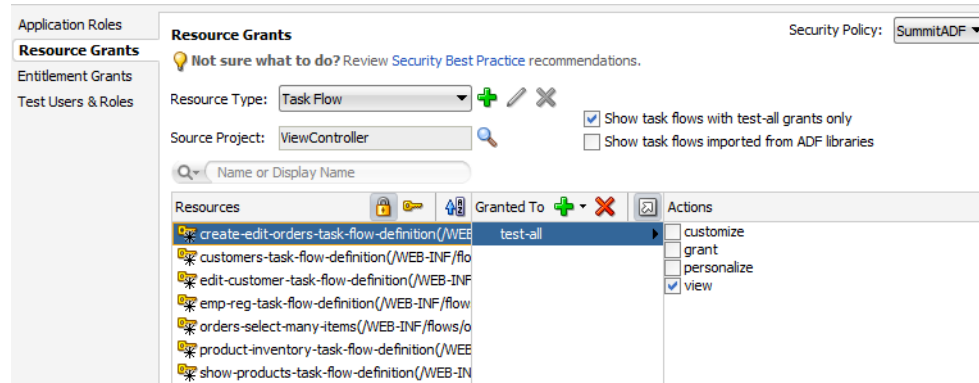 Application Roles
Resource Grants
Entitlement Grants
Test Users & Roles
Resource Grants
Security Policy: SummitADF
Not sure what to do? Review Security Best Practice recommendations.
Resource Type: Task Flow
Source Project: ViewController
Show task flows with test-all grants only
Show task flows imported from ADF libraries
Name or Display Name
Resources
Granted To
Actions
create-edit-orders-task-flow-definition(/WEB
customers-task-flow-definition(/WEB-INF/flo
edit-customer-task-flow-definition(/WEB-INF
emp-reg-task-flow-definition(/WEB-INF/flow
orders-select-many-items(/WEB-INF/flows/o
product-inventory-task-flow-definition(/WEB
show-products-task-flow-definition(/WEB-IN
test-all
customize
grant
personalize
view